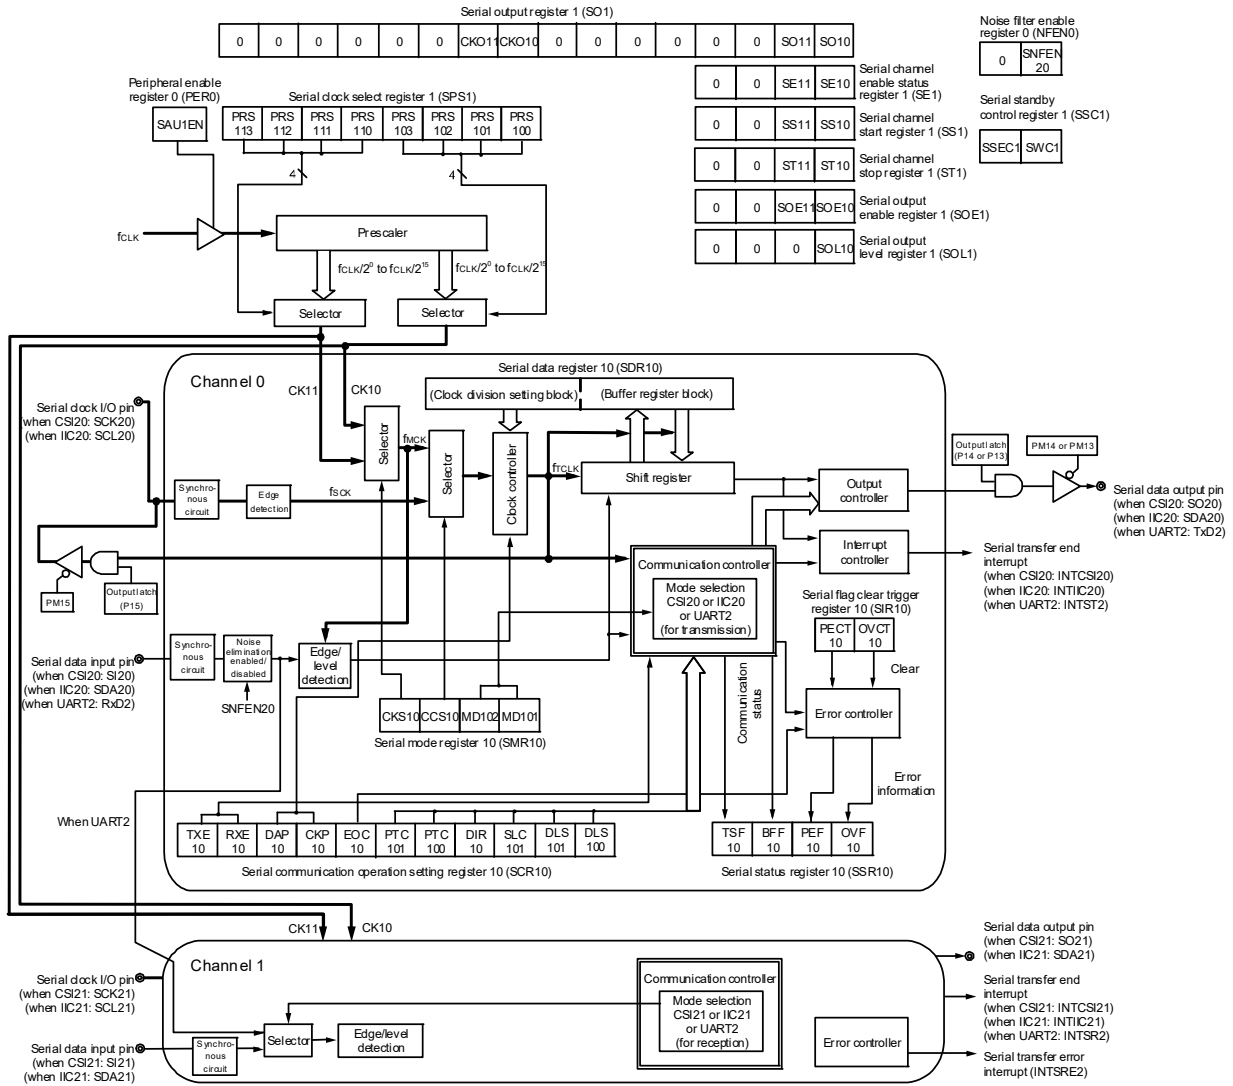 Serial output register 1 (SO1)
0 0 0 0 0 0 CKO11 CKO10 0 0 0 0 0 0 SO11 SO10
Noise filter enable
register 0 (NFEN0)
0 SNFEN
20
Peripheral enable
register 0 (PER0)
SAU1EN
Serial clock select register 1 (SPS1)
PRS PRS PRS PRS PRS PRS PRS PRS
113 112 111 110 103 102 101 100
0 0 SE11 SE10
Serial channel
enable status
register 1 (SE1)
0 0 SS11 SS10
Serial channel
start register 1 (SS1)
0 0 ST11 ST10
Serial channel
stop register 1 (ST1)
0 0 SOE11 SOE10
Serial output
enable register 1 (SOE1)
0 0 0 SOL10
Serial output
level register 1 (SOL1)
Serial standby
control register 1 (SSC1)
SSEC1 SWC1
4
4
fCLK
Prescaler
fCLK/2⁰ to fCLK/2¹⁵
fCLK/2⁰ to fCLK/2¹⁵
Selector
Selector
Channel 0
CK11
CK10
Serial data register 10 (SDR10)
(Clock division setting block)
(Buffer register block)
Serial clock I/O pin
(when CSI20: SCK20)
(when IIC20: SCL20)
Selector
fMCK
Selector
Clock controller
fTCLK
Shift register
Output
controller
Output latch
(P14 or P13)
PM14 or PM13
Serial data output pin
(when CSI20: SO20)
(when IIC20: SDA20)
(when UART2: TxD2)
Synchro-
nous
circuit
Edge
detection
fSCK
Interrupt
controller
Serial transfer end
interrupt
(when CSI20: INTCSI20)
(when IIC20: INTIIC20)
(when UART2: INTST2)
PM15
Output latch
(P15)
Communication controller
Mode selection
CSI20 or IIC20
or UART2
(for transmission)
Serial flag clear trigger
register 10 (SIR10)
PECT OVCT
10 10
Clear
Serial data input pin
(when CSI20: SI20)
(when IIC20: SDA20)
(when UART2: RxD2)
Synchro-
nous
circuit
Noise
elimination
enabled/
disabled
SNFEN20
Edge/
level
detection
CKS10 CCS10 MD102 MD101
Serial mode register 10 (SMR10)
Communication
status
Error controller
Error
information
When UART2
TXE RXE DAP CKP EOC PTC PTC DIR SLC DLS DLS
10 10 10 10 10 101 100 10 101 101 100
Serial communication operation setting register 10 (SCR10)
TSF BFF PEF OVF
10 10 10 10
Serial status register 10 (SSR10)
CK11
CK10
Channel 1
Serial clock I/O pin
(when CSI21: SCK21)
(when IIC21: SCL21)
Serial data input pin
(when CSI21: SI21)
(when IIC21: SDA21)
Synchro-
nous
circuit
Selector
Edge/level
detection
Communication controller
Mode selection
CSI21 or IIC21
or UART2
(for reception)
Error controller
Serial data output pin
(when CSI21: SO21)
(when IIC21: SDA21)
Serial transfer end
interrupt
(when CSI21: INTCSI21)
(when IIC21: INTIIC21)
(when UART2: INTSR2)
Serial transfer error
interrupt (INTSRE2)